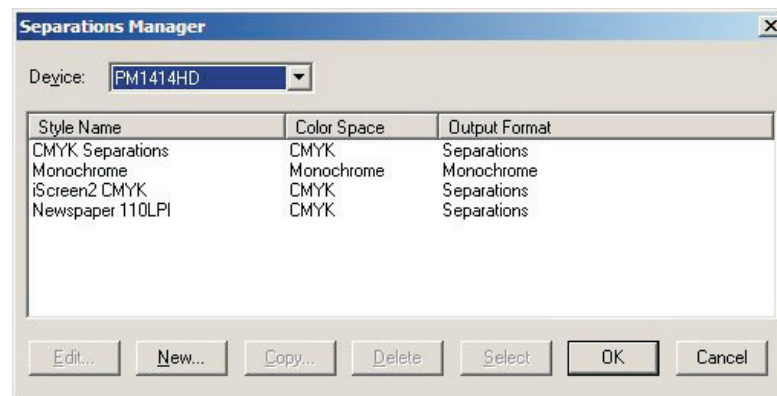 Separations Manager
Device: PM1414HD
Style Name Color Space Output Format
CMYK Separations CMYK Separations
Monochrome Monochrome Monochrome
iScreen2 CMYK CMYK Separations
Newspaper 110LPI CMYK Separations
Edit... New... Copy... Delete Select OK Cancel